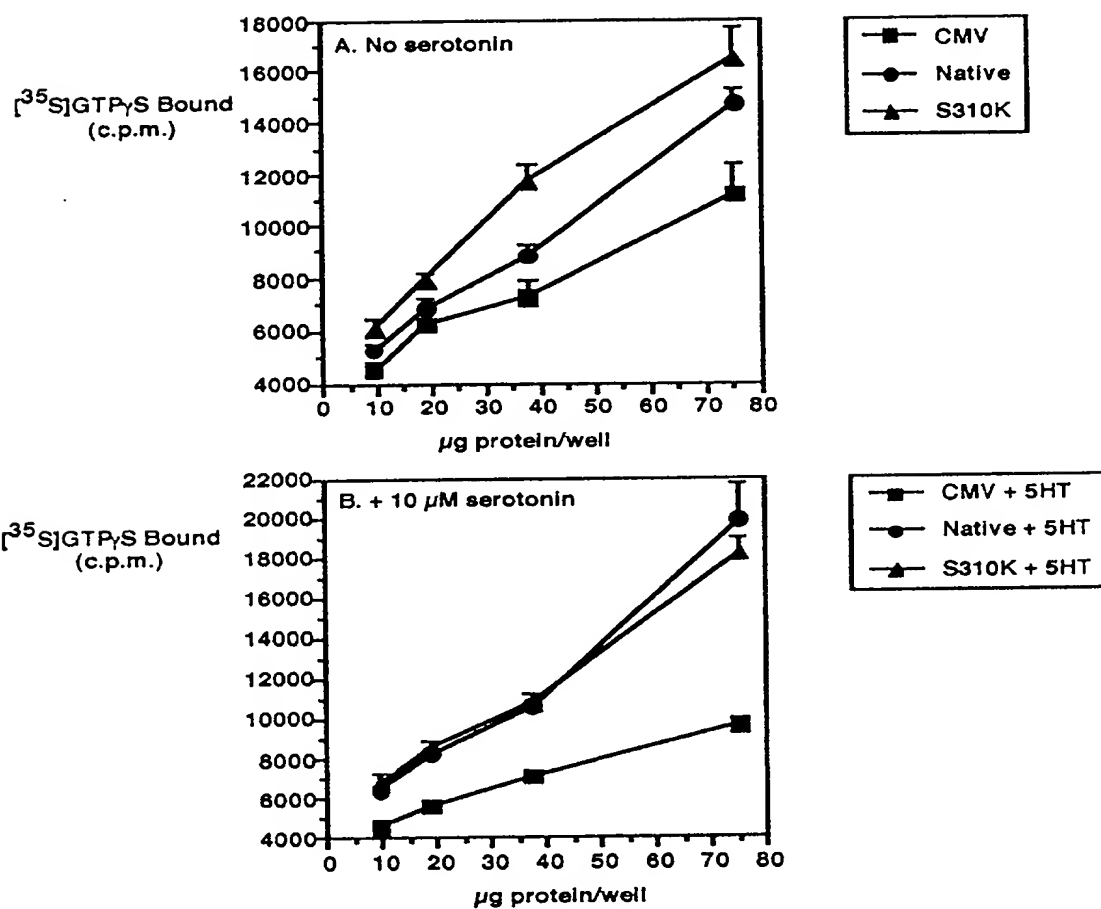 A. No serotonin
[35S]GTPγS Bound
(c.p.m.)
18000
16000
14000
12000
10000
8000
6000
4000
0 10 20 30 40 50 60 70 80
µg protein/well
CMV
Native
S310K
B. + 10 µM serotonin
[35S]GTPγS Bound
(c.p.m.)
22000
20000
18000
16000
14000
12000
10000
8000
6000
4000
0 10 20 30 40 50 60 70 80
µg protein/well
CMV + 5HT
Native + 5HT
S310K + 5HT